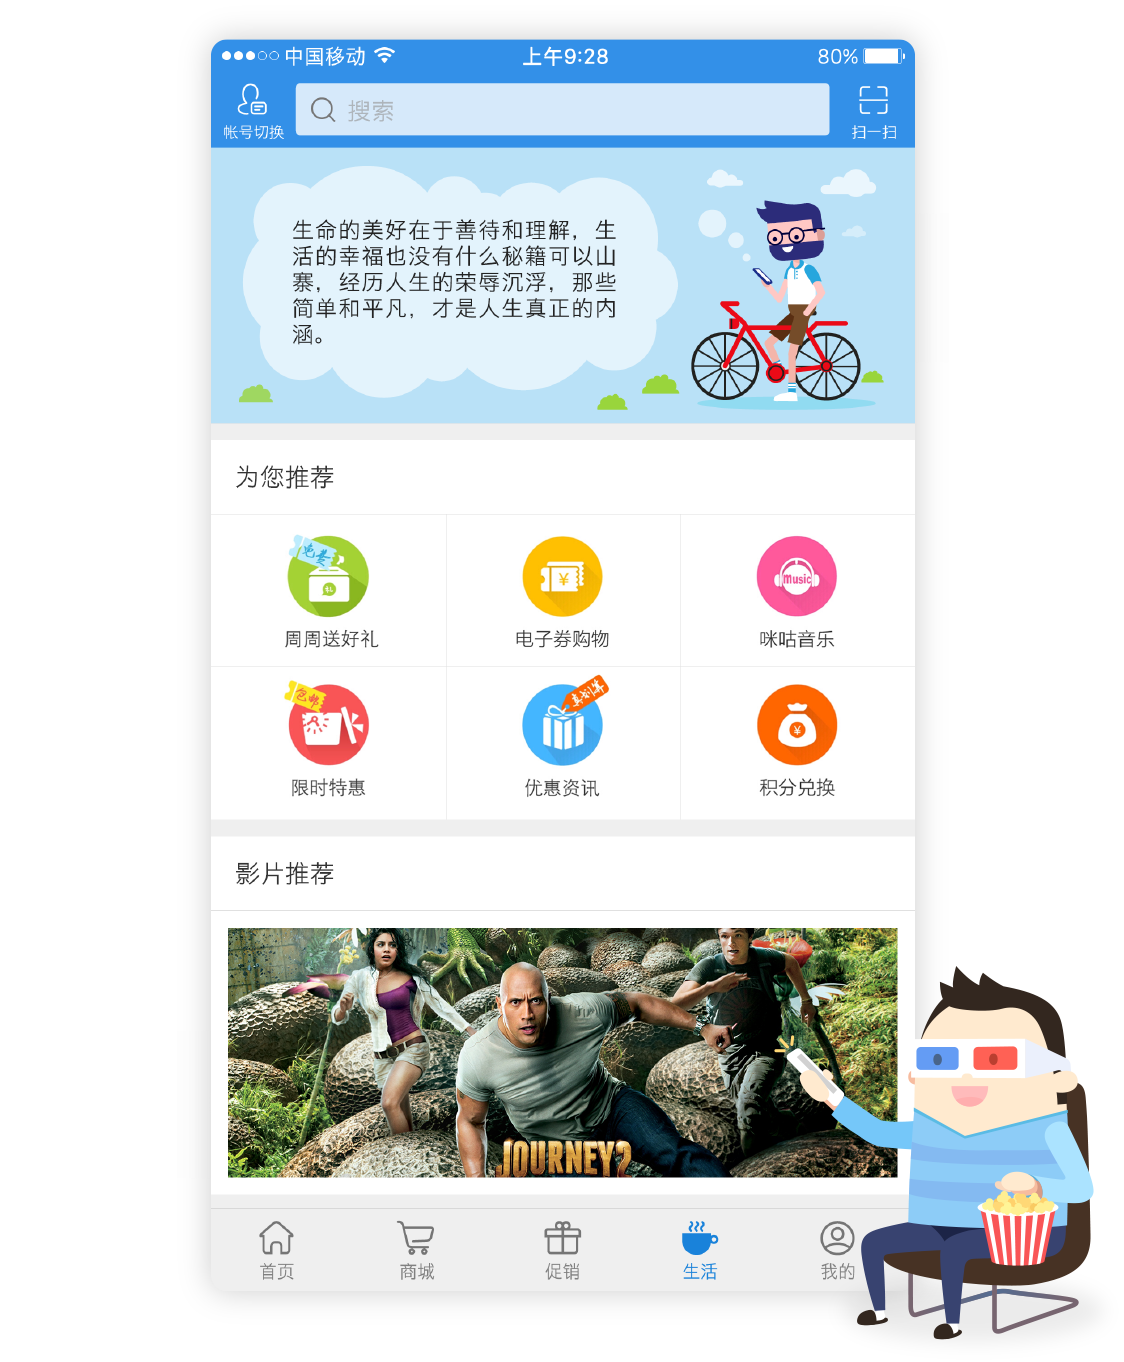 中国移动 上午9:28 80%
帐号切换 搜索 扫一扫
生命的美好在于善待和理解，生
活的幸福也没有什么秘籍可以山
寨，经历人生的荣辱沉浮，那些
简单和平凡，才是人生真正的内
涵。
为您推荐
免费
礼
¥
Music
周周送好礼 电子券购物 咪咕音乐
包邮
真划算
¥
限时特惠 优惠资讯 积分兑换
影片推荐
JOURNEY2
首页 商城 促销 生活 我的